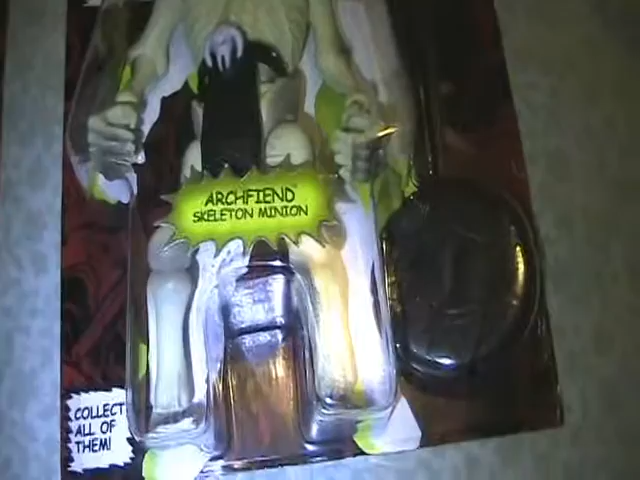 ARCHFIEND
SKELETON MINION
COLLECT
ALL OF
THEM!